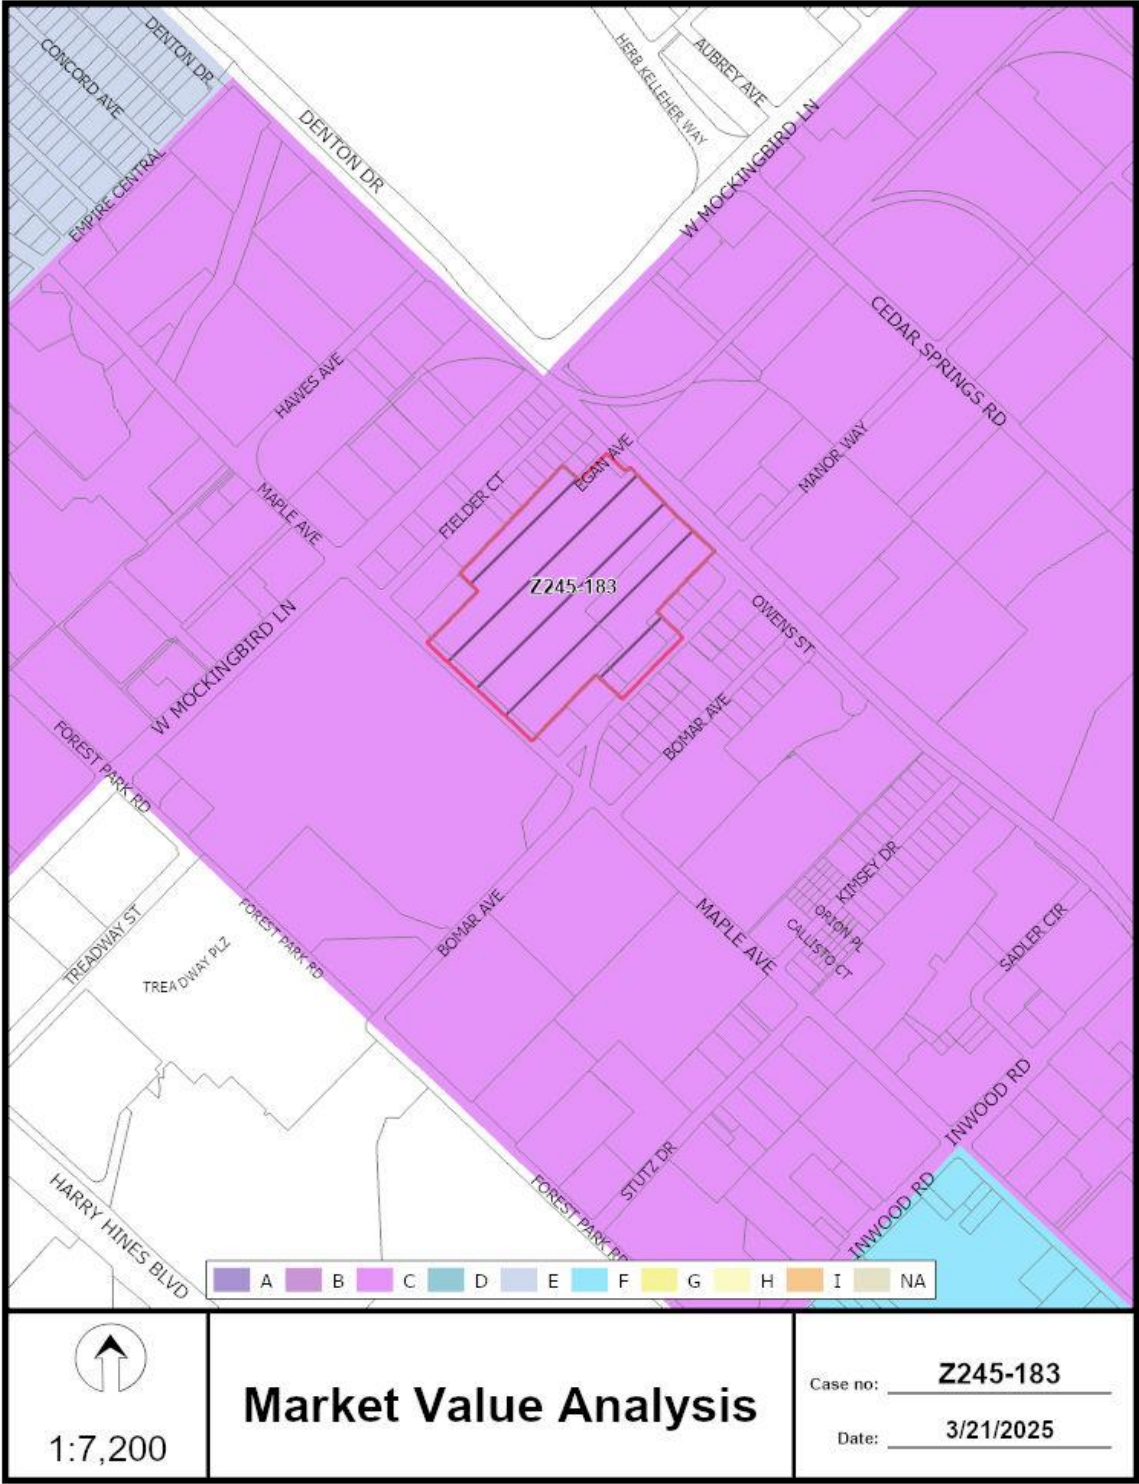 DENTON DR
CONCORD AVE
HERB KELLEHER WAY
AUBREY AVE
DENTON DR
W MOCKINGBIRD LN
EMPIRE CENTRAL
CEDAR SPRINGS RD
HAWES AVE
MANOR WAY
EGAN AVE
FIELDER CT
MAPLE AVE
Z245-183
OWENS ST
W MOCKINGBIRD LN
BOMAR AVE
FOREST PARK RD
KIMSEY DR
ORION PL
CALLISTO CT
MAPLE AVE
SADLER CIR
BOMAR AVE
FOREST PARK RD
TREADWAY ST
TREADWAY PLZ
INWOOD RD
STUTZ DR
INWOOD RD
FOREST PARK RD
HARRY HINES BLVD
A B C D E F G H I NA
1:7,200
Market Value Analysis
Case no: Z245-183
Date: 3/21/2025